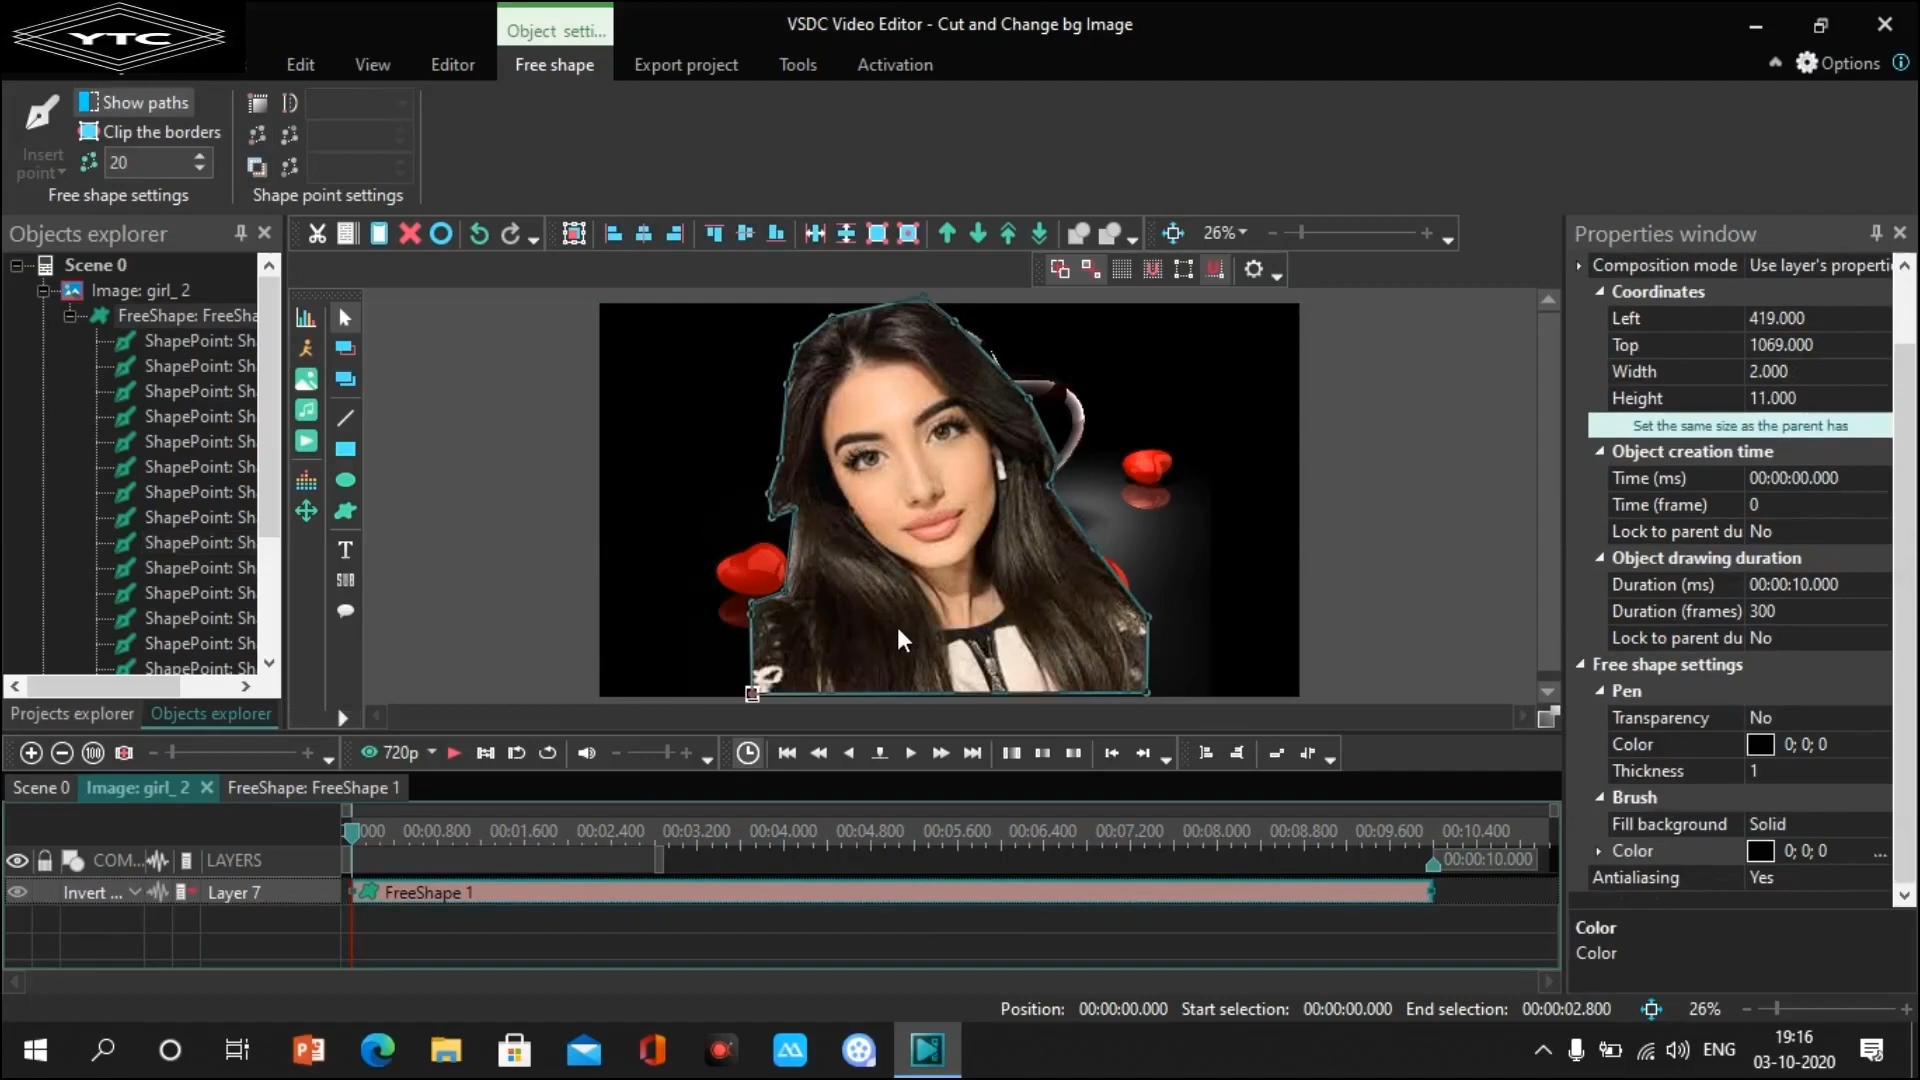 YTC
Object setti...
VSDC Video Editor - Cut and Change bg Image
Edit
View
Editor
Free shape
Export project
Tools
Activation
Options
Show paths
Clip the borders
Insert
point
20
Free shape settings
Shape point settings
Objects explorer
26%
Properties window
Scene 0
Image: girl_ 2
FreeShape: FreeSha
ShapePoint: Sh
ShapePoint: Sh
ShapePoint: Sh
ShapePoint: Sh
ShapePoint: Sh
ShapePoint: Sh
ShapePoint: Sh
ShapePoint: Sh
ShapePoint: Sh
ShapePoint: Sh
ShapePoint: Sh
ShapePoint: Sh
ShapePoint: Sh
ShapePoint: Sh
Projects explorer
Objects explorer
T
SUB
Composition mode Use layer's properti
Coordinates
Left 419.000
Top 1069.000
Width 2.000
Height 11.000
Set the same size as the parent has
Object creation time
Time (ms) 00:00:00.000
Time (frame) 0
Lock to parent du No
Object drawing duration
Duration (ms) 00:00:10.000
Duration (frames) 300
Lock to parent du No
Free shape settings
Pen
Transparency No
Color 0; 0; 0
Thickness 1
Brush
Fill background Solid
Color 0; 0; 0 ...
Antialiasing Yes
Color
Color
100
720p
Scene 0
Image: girl_ 2
FreeShape: FreeShape 1
000 00:00.800 00:01.600 00:02.400 00:03.200 00:04.000 00:04.800 00:05.600 00:06.400 00:07.200 00:08.000 00:08.800 00:09.600 00:10.400
COM... LAYERS
00:00:10.000
Invert ... Layer 7
FreeShape 1
Position: 00:00:00.000 Start selection: 00:00:00.000 End selection: 00:00:02.800 26%
ENG
19:16
03-10-2020